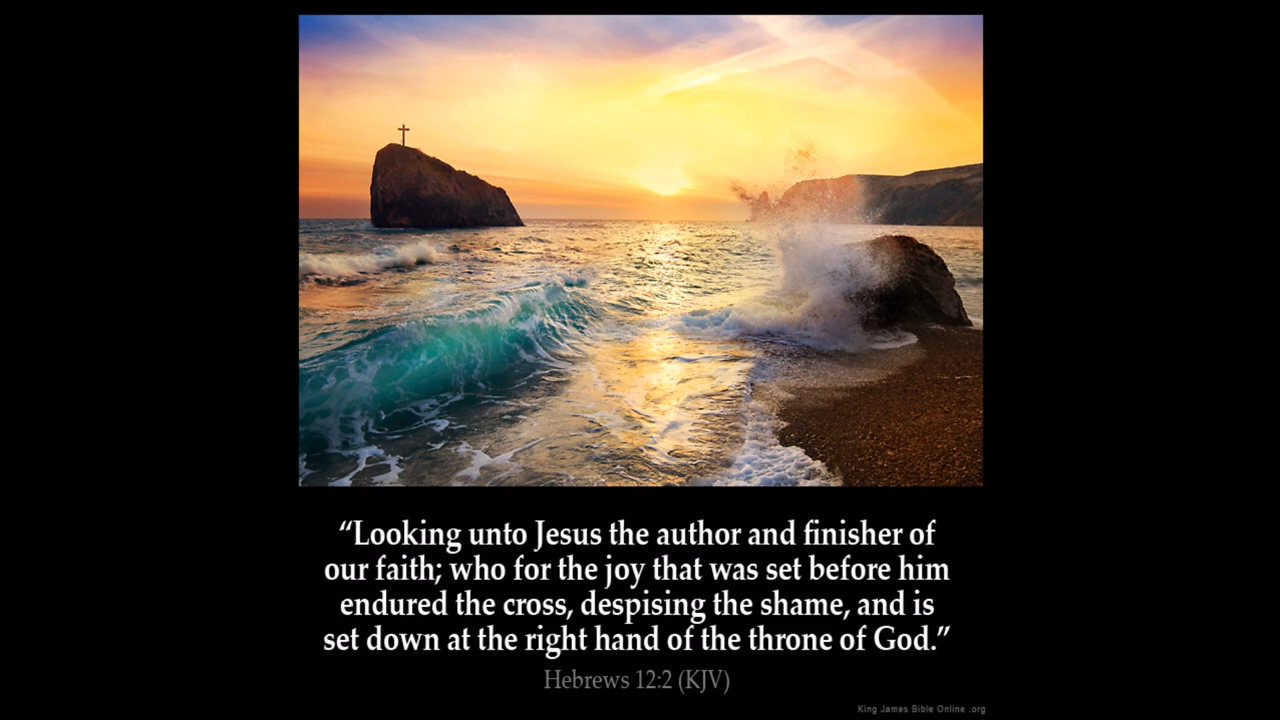 “Looking unto Jesus the author and finisher of
our faith; who for the joy that was set before him
endured the cross, despising the shame, and is
set down at the right hand of the throne of God.”
Hebrews 12:2 (KJV)
King James Bible Online .org